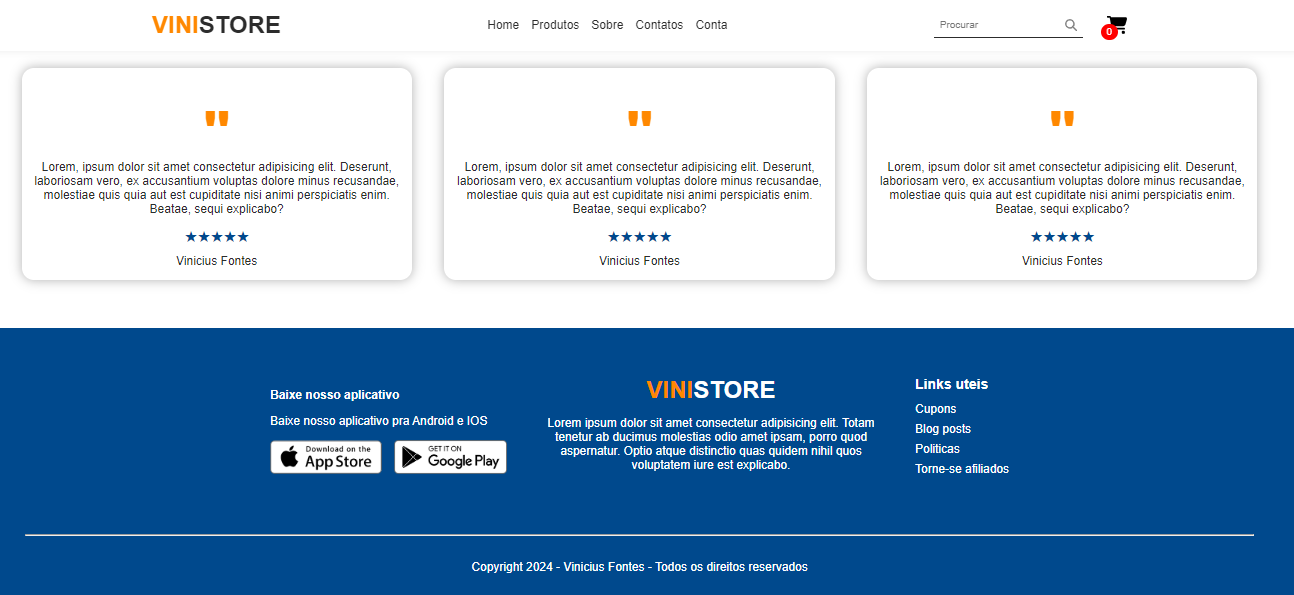 VINISTORE
Home Produtos Sobre Contatos Conta
Procurar
0
"
Lorem, ipsum dolor sit amet consectetur adipisicing elit. Deserunt,
laboriosam vero, ex accusantium voluptas dolore minus recusandae,
molestiae quis quia aut est cupiditate nisi animi perspiciatis enim.
Beatae, sequi explicabo?
★★★★★
Vinicius Fontes
"
Lorem, ipsum dolor sit amet consectetur adipisicing elit. Deserunt,
laboriosam vero, ex accusantium voluptas dolore minus recusandae,
molestiae quis quia aut est cupiditate nisi animi perspiciatis enim.
Beatae, sequi explicabo?
★★★★★
Vinicius Fontes
"
Lorem, ipsum dolor sit amet consectetur adipisicing elit. Deserunt,
laboriosam vero, ex accusantium voluptas dolore minus recusandae,
molestiae quis quia aut est cupiditate nisi animi perspiciatis enim.
Beatae, sequi explicabo?
★★★★★
Vinicius Fontes
Baixe nosso aplicativo
Baixe nosso aplicativo pra Android e IOS
Download on the
App Store
GET IT ON
Google Play
VINISTORE
Lorem ipsum dolor sit amet consectetur adipisicing elit. Totam
tenetur ab ducimus molestias odio amet ipsam, porro quod
aspernatur. Optio atque distinctio quas quidem nihil quos
voluptatem iure est explicabo.
Links uteis
Cupons
Blog posts
Politicas
Torne-se afiliados
Copyright 2024 - Vinicius Fontes - Todos os direitos reservados